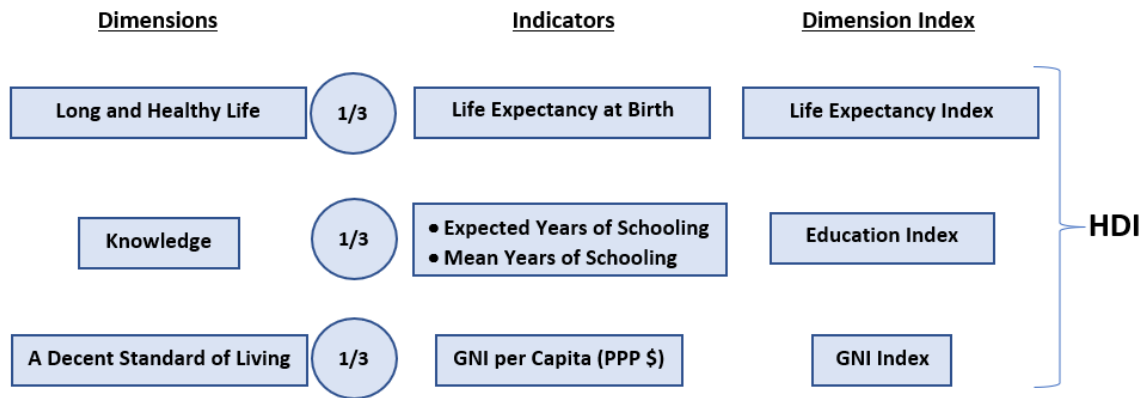 Dimensions
Indicators
Dimension Index
Long and Healthy Life
1/3
Life Expectancy at Birth
Life Expectancy Index
Knowledge
1/3
• Expected Years of Schooling
• Mean Years of Schooling
Education Index
HDI
A Decent Standard of Living
1/3
GNI per Capita (PPP $)
GNI Index